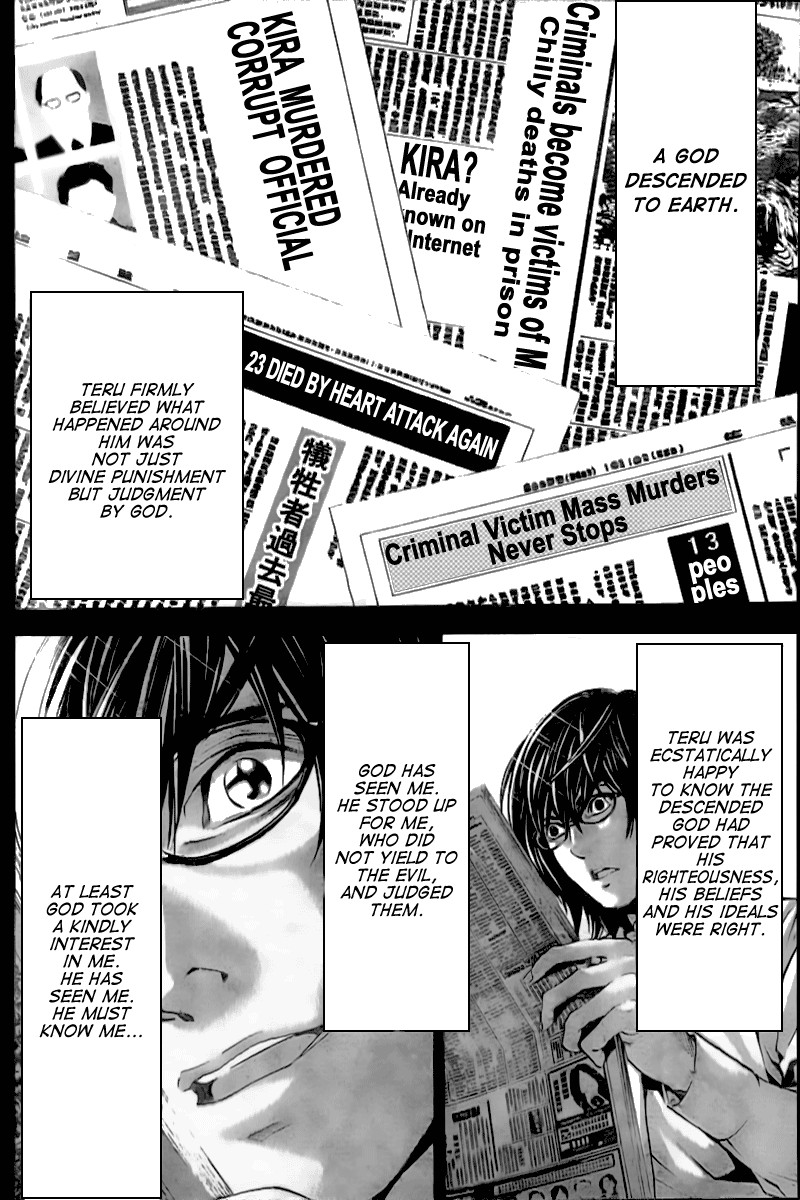 A GOD
DESCENDED
TO EARTH.
Criminals become victims of M
Chilly deaths in prison
KIRA?
Already
known on
Internet
KIRA MURDERED
CORRUPT OFFICIAL
TERU FIRMLY
BELIEVED WHAT
HAPPENED AROUND
HIM WAS
NOT JUST
DIVINE PUNISHMENT
BUT JUDGMENT
BY GOD.
23 DIED BY HEART ATTACK AGAIN
犠牲者過去最
Criminal Victim Mass Murders
Never Stops
13
peo
ples
TERU WAS
ECSTATICALLY
HAPPY
TO KNOW THE
DESCENDED
GOD HAD
PROVED THAT
HIS
RIGHTEOUSNESS,
HIS BELIEFS
AND HIS IDEALS
WERE RIGHT.
GOD HAS
SEEN ME.
HE STOOD UP
FOR ME,
WHO DID
NOT YIELD TO
THE EVIL,
AND JUDGED
THEM.
AT LEAST
GOD TOOK
A KINDLY
INTEREST
IN ME.
HE HAS
SEEN ME.
HE MUST
KNOW ME...